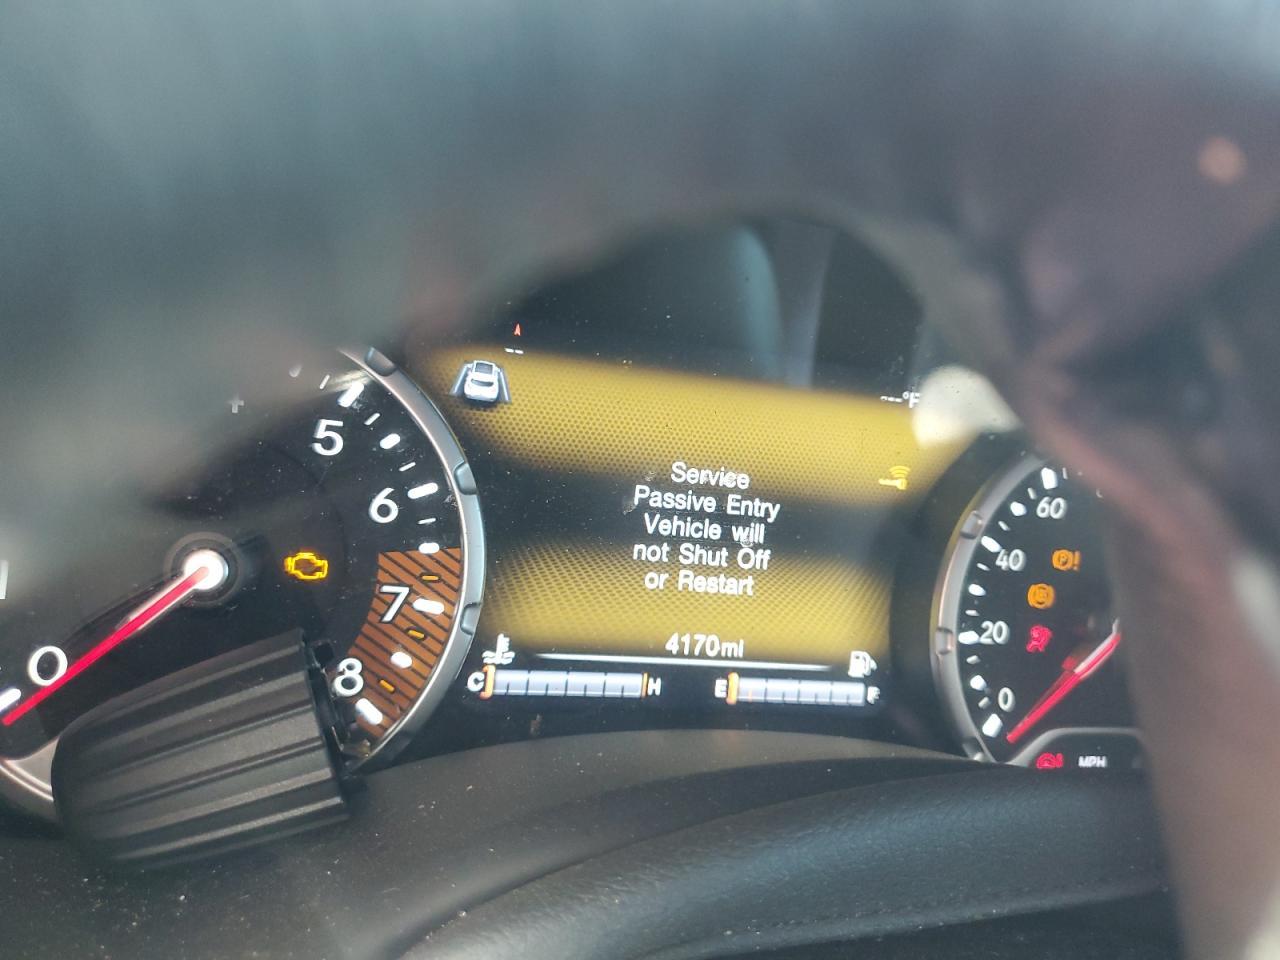 5
6
7
8
0
Service
Passive Entry
Vehicle will
not Shut Off
or Restart
4170mi
C H E F
60
40
20
0
MPH